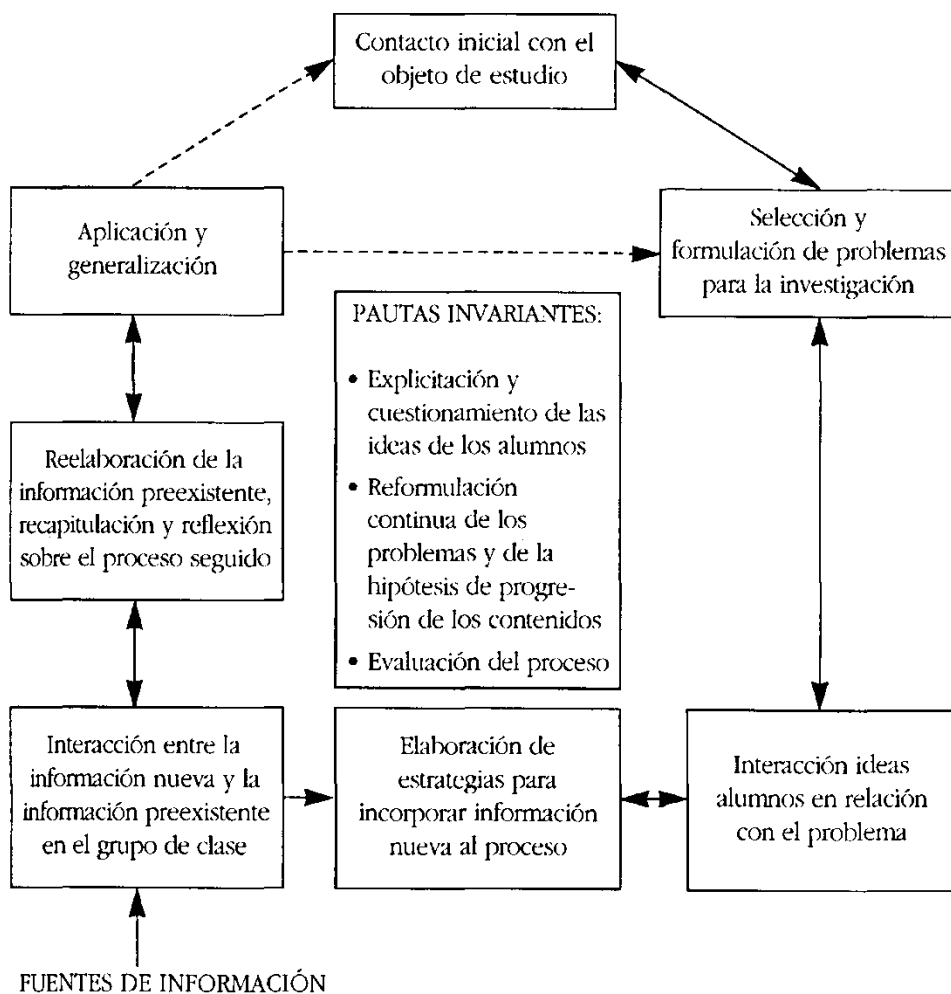 Contacto inicial con el
objeto de estudio
Aplicación y
generalización
Selección y
formulación de problemas
para la investigación
PAUTAS INVARIANTES:
• Explicitación y
cuestionamiento de las
ideas de los alumnos
• Reformulación
continua de los
problemas y de la
hipótesis de progre-
sión de los contenidos
• Evaluación del proceso
Reelaboración de la
información preexistente,
recapitulación y reflexión
sobre el proceso seguido
Interacción entre la
información nueva y la
información preexistente
en el grupo de clase
Elaboración de
estrategias para
incorporar información
nueva al proceso
Interacción ideas
alumnos en relación
con el problema
FUENTES DE INFORMACIÓN